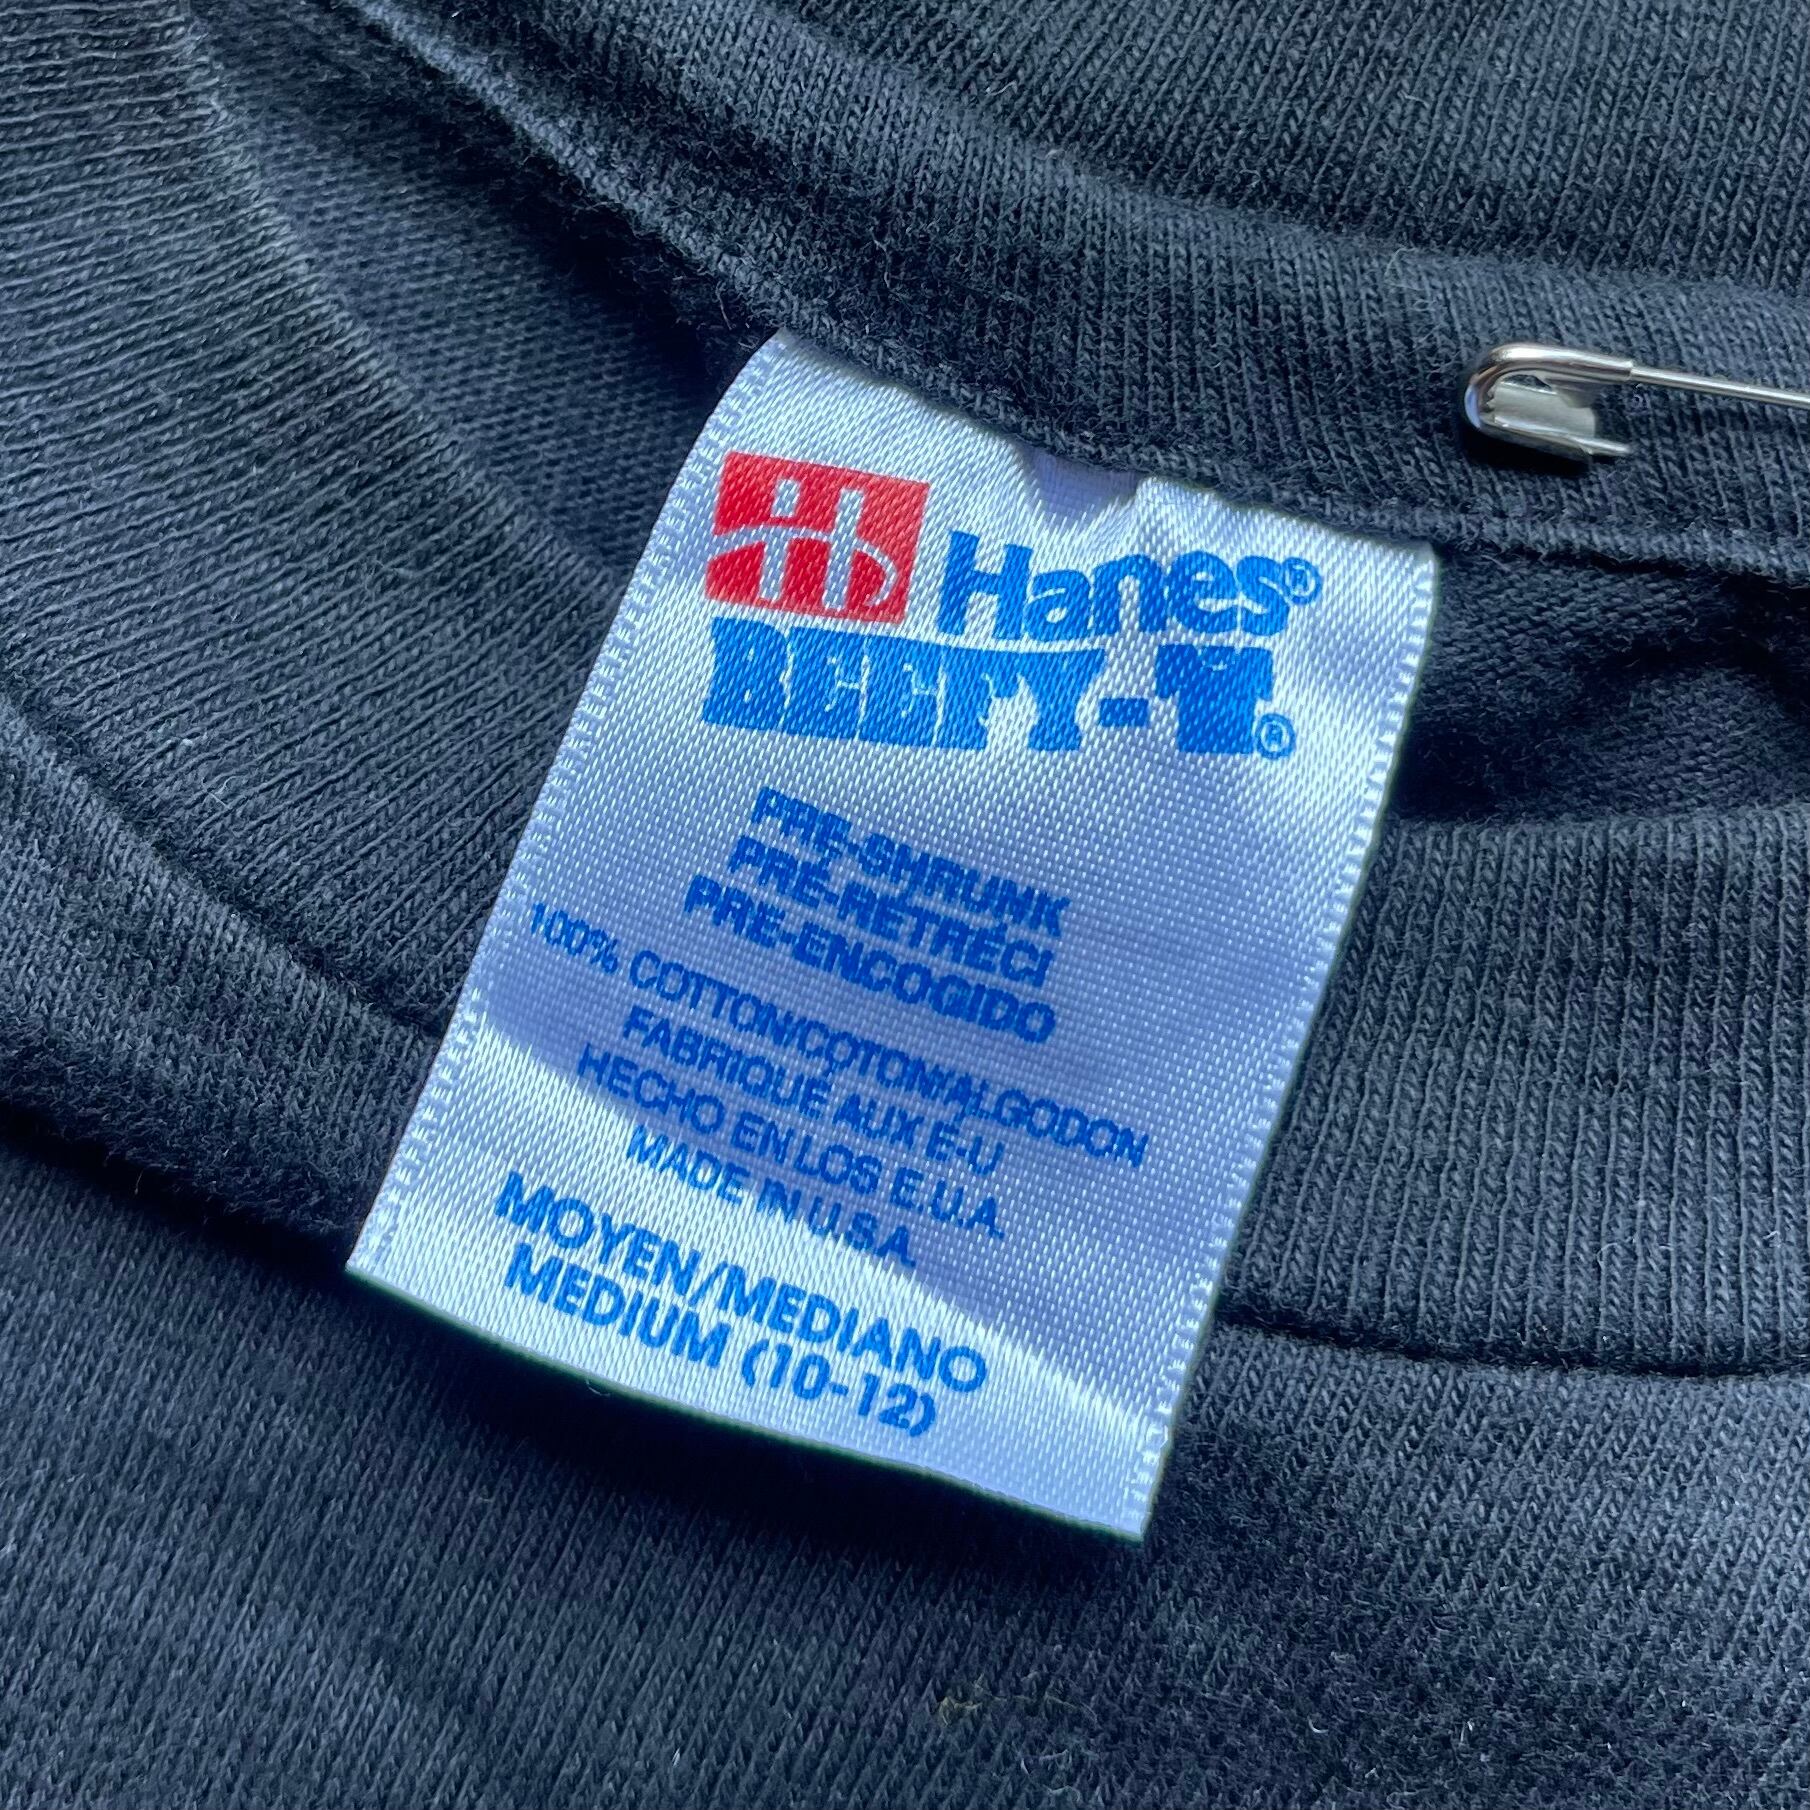 Hanes®
BEEFY-T®
PRE-SHRUNK
PRÉ-RETRÉCI
PRE-ENCOGIDO
100% COTTON/COTON/ALGODON
FABRIQUÉ AUX E-U
HECHO EN LOS E.U.A.
MADE IN U.S.A.
MOYEN/MEDIANO
MEDIUM (10-12)